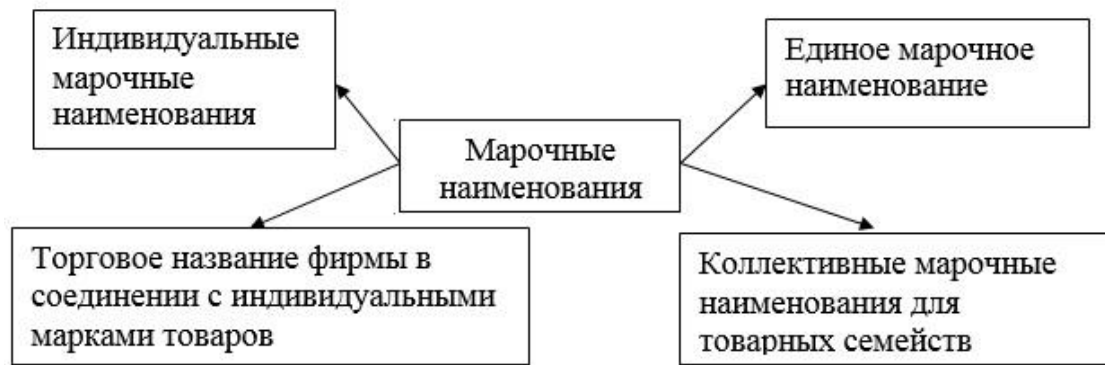 Индивидуальные
марочные
наименования
Единое марочное
наименование
Марочные
наименования
Торговое название фирмы в
соединении с индивидуальными
марками товаров
Коллективные марочные
наименования для
товарных семейств